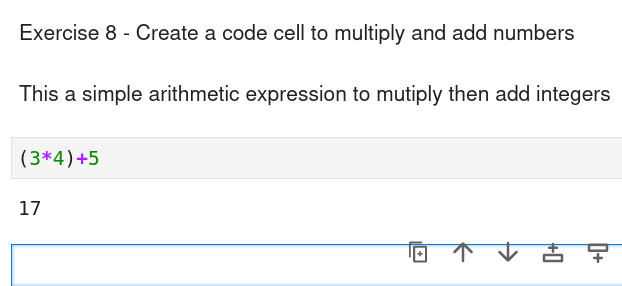 Exercise 8 - Create a code cell to multiply and add numbers
This a simple arithmetic expression to mutiply then add integers
(3*4)+5
17